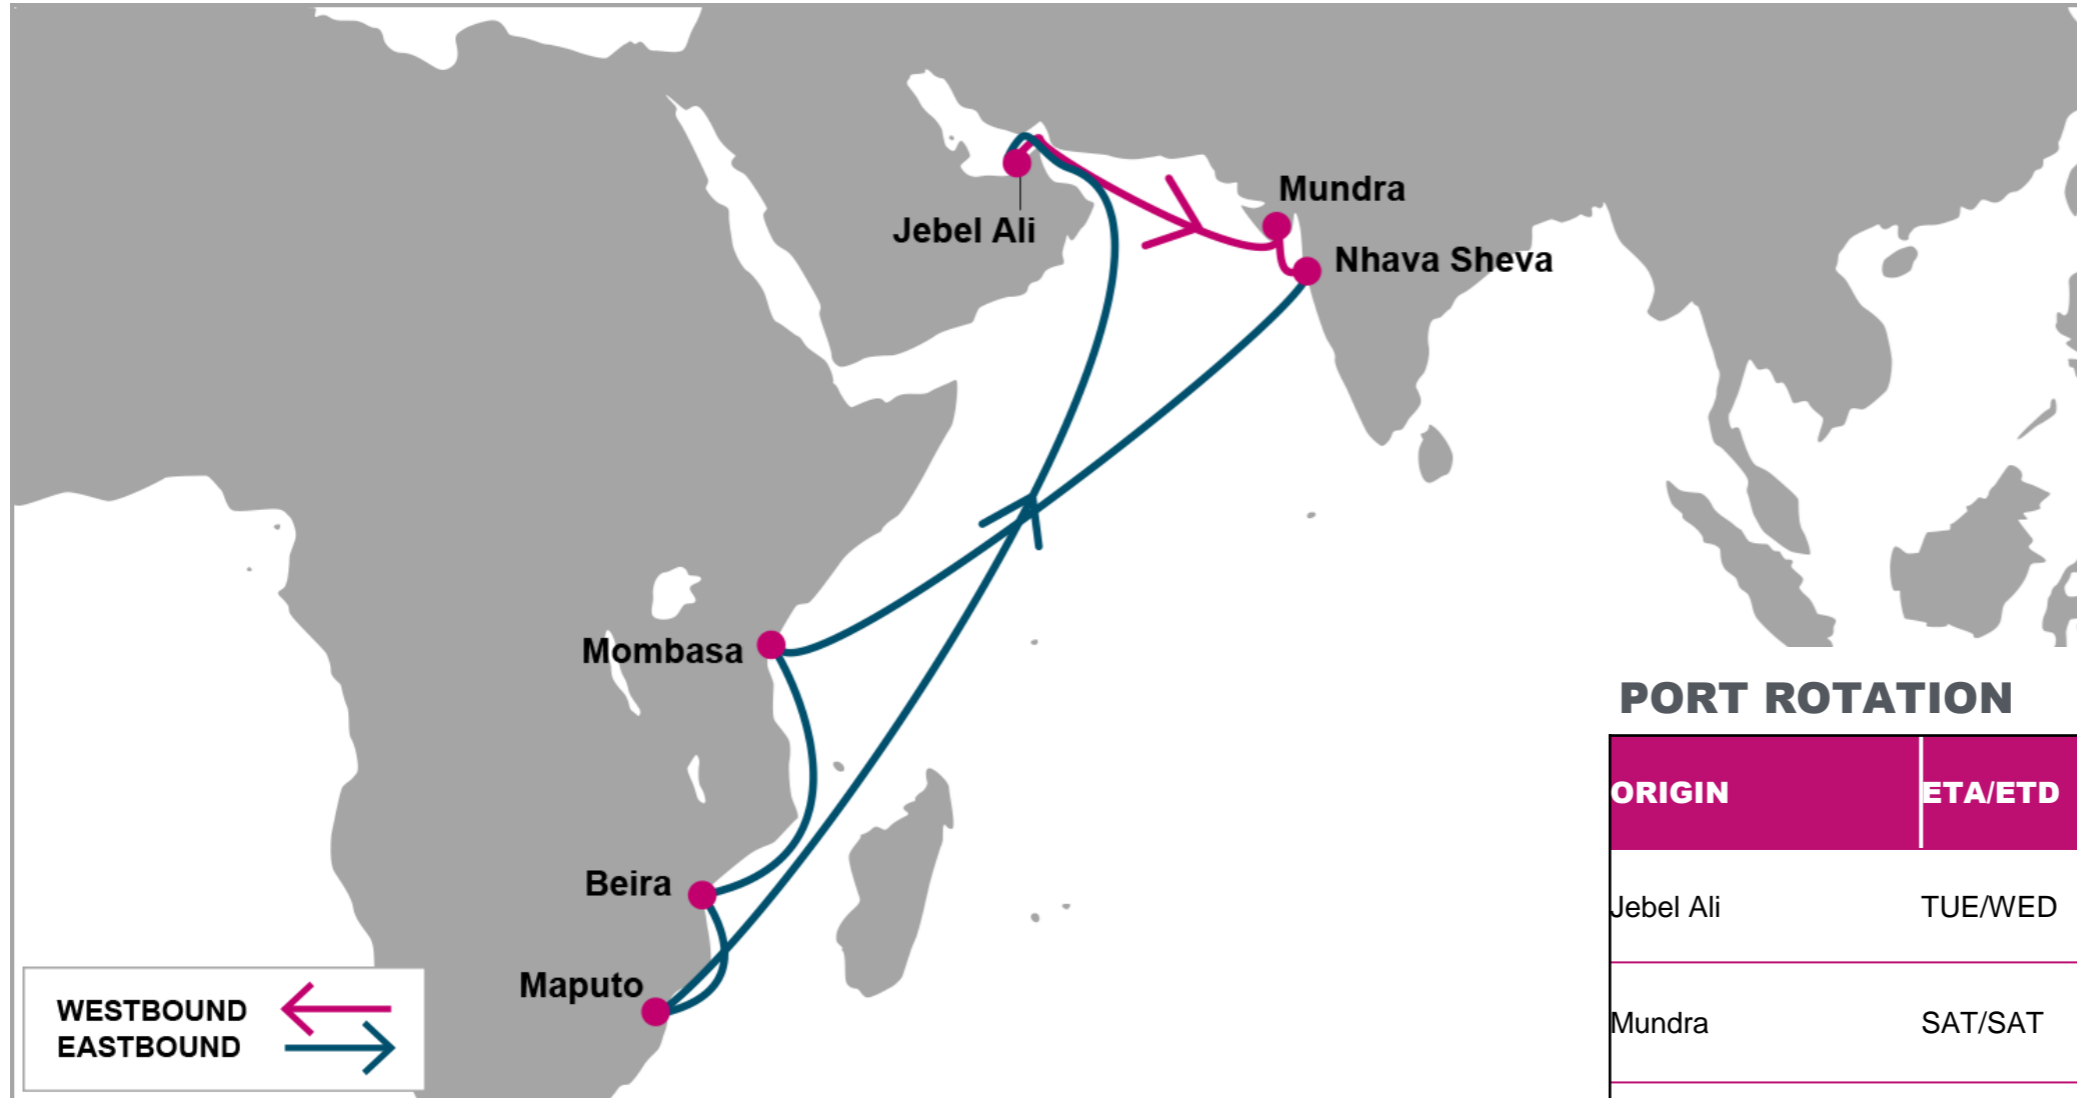 Mundra
Jebel Ali
Nhava Sheva
Mombasa
Beira
Maputo
WESTBOUND
EASTBOUND
PORT ROTATION
ORIGIN ETA/ETD
Jebel Ali TUE/WED
Mundra SAT/SAT